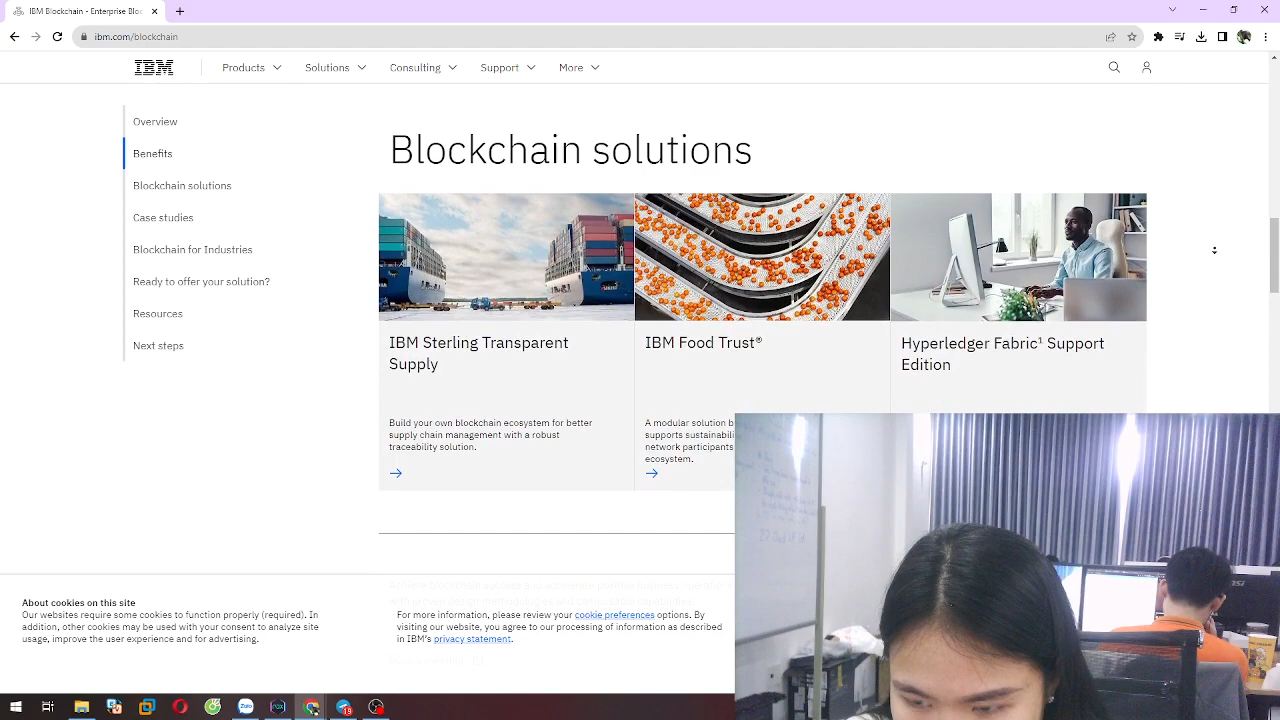 IBM Blockchain - Enterprise Bloc
ibm.com/blockchain
IBM
Products
Solutions
Consulting
Support
More
Overview
Benefits
Blockchain solutions
Case studies
Blockchain for Industries
Ready to offer your solution?
Resources
Next steps
Blockchain solutions
IBM Sterling Transparent
Supply
Build your own blockchain ecosystem for better
supply chain management with a robust
traceability solution.
IBM Food Trust®
A modular solution b
supports sustainabili
network participants
ecosystem.
Hyperledger Fabric¹ Support
Edition
About cookies on this site
Our websites require some cookies to function properly (required). In
addition, other cookies may be used with your consent to analyze site
usage, improve the user experience and for advertising.
For more information, please review your cookie preferences options. By
visiting our website, you agree to our processing of information as described
in IBM's privacy statement.
Zalo
19
msi